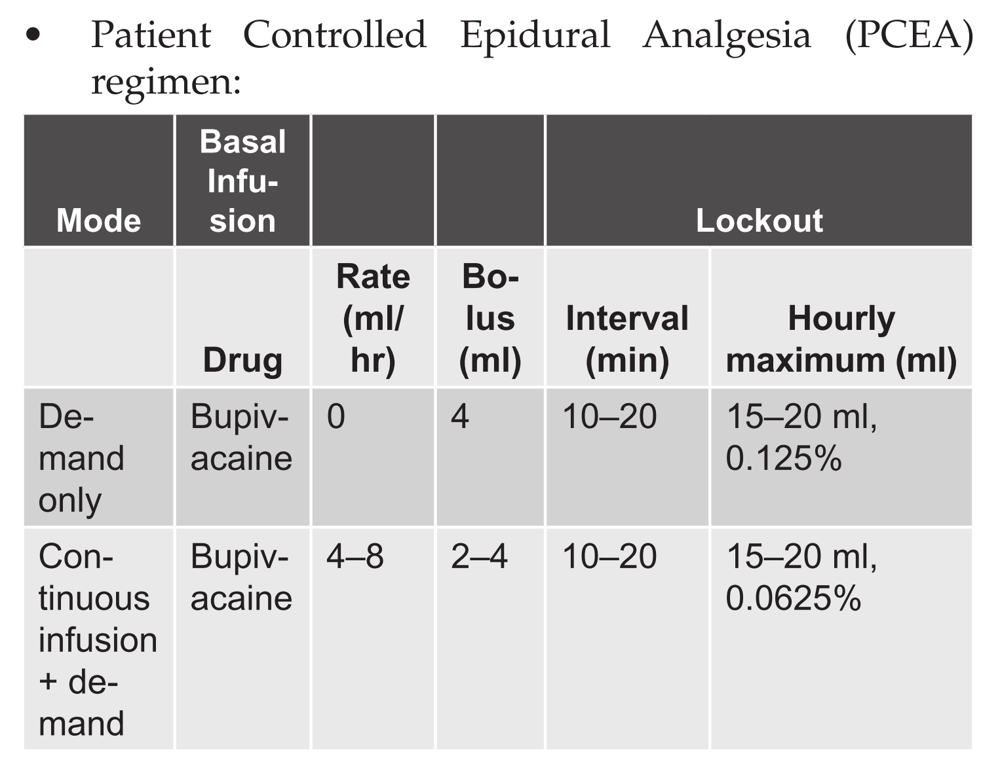 • Patient Controlled Epidural Analgesia (PCEA)
regimen:
Basal
Infu-
Mode sion Lockout
Rate Bo-
(ml/ lus Interval Hourly
Drug hr) (ml) (min) maximum (ml)
De- Bupiv- 0 4 10–20 15–20 ml,
mand acaine 0.125%
only
Con- Bupiv- 4–8 2–4 10–20 15–20 ml,
tinuous acaine 0.0625%
infusion
+ de-
mand